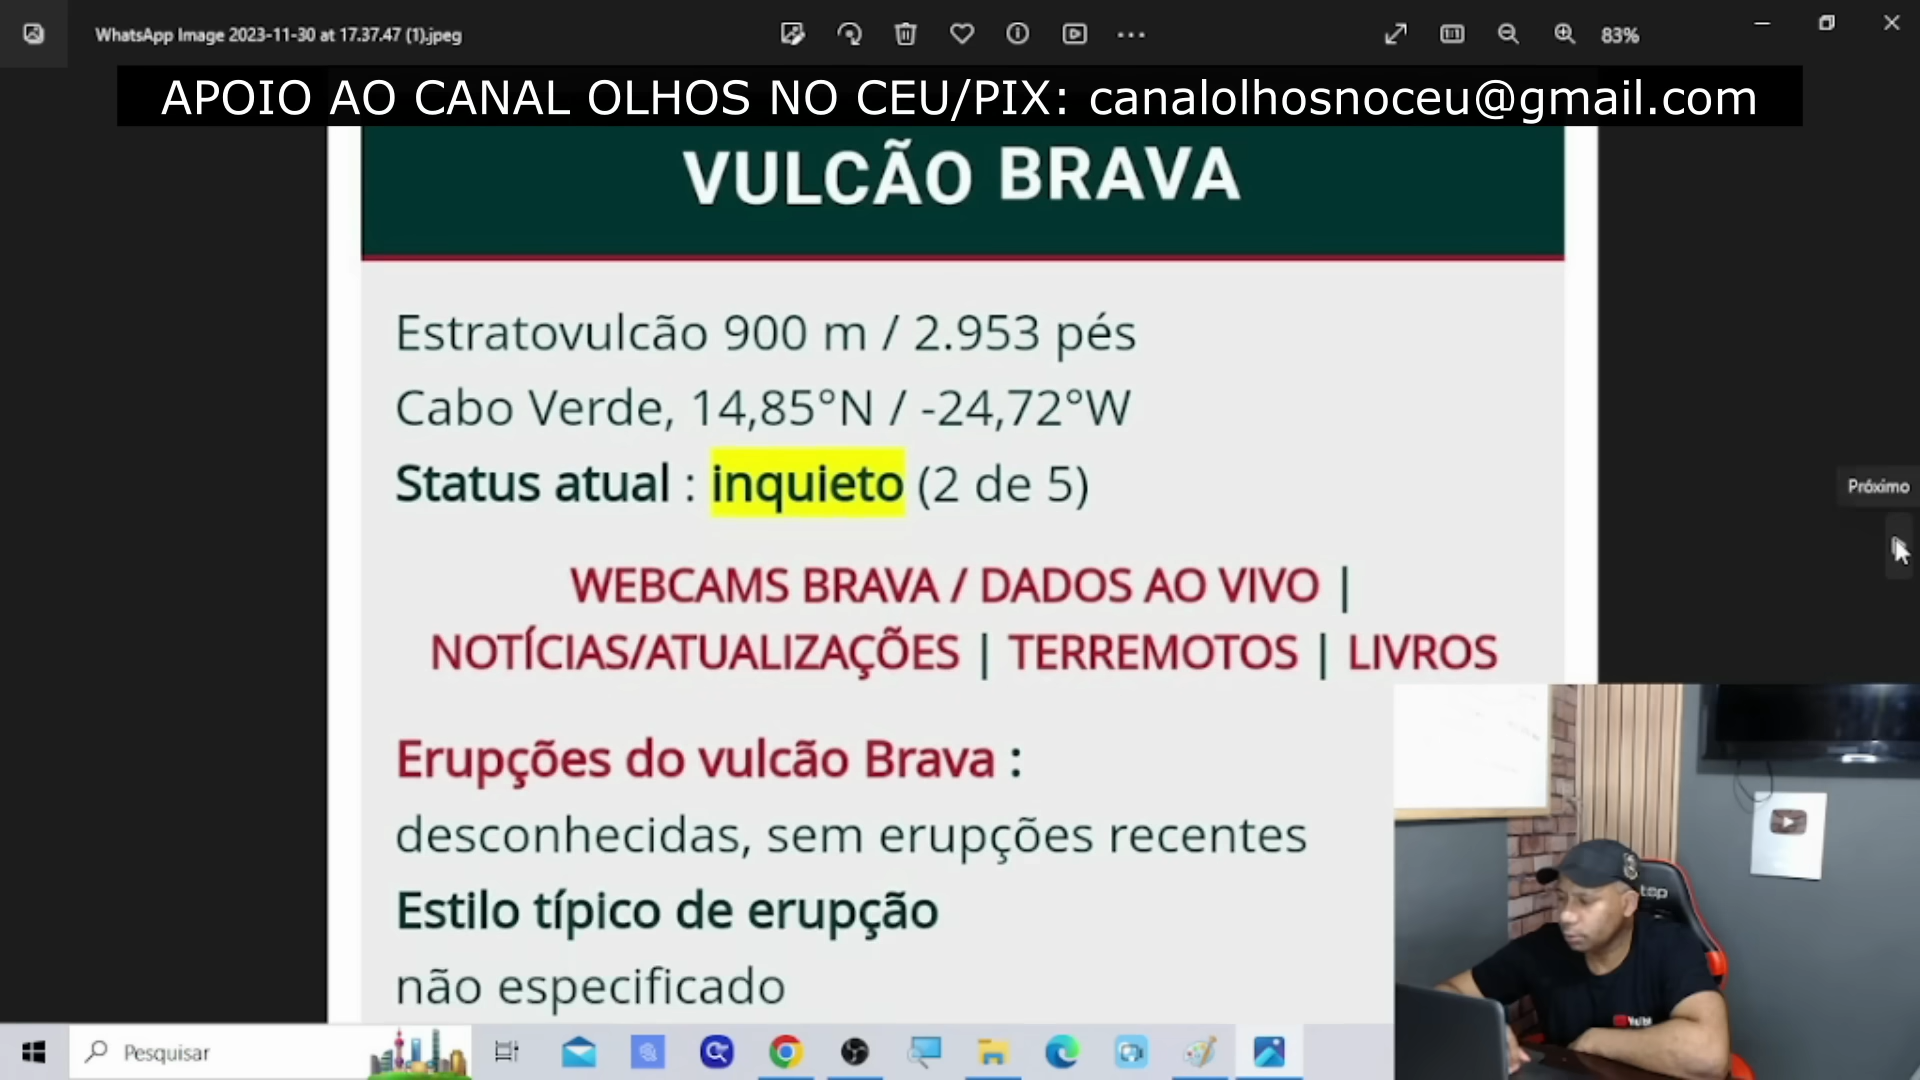 WhatsApp Image 2023-11-30 at 17.37.47 (1).jpeg
83%
APOIO AO CANAL OLHOS NO CEU/PIX: canalolhosnoceu@gmail.com
VULCÃO BRAVA
Estratovulcão 900 m / 2.953 pés
Cabo Verde, 14,85°N / -24,72°W
Status atual : inquieto (2 de 5)
Próximo
WEBCAMS BRAVA / DADOS AO VIVO |
NOTÍCIAS/ATUALIZAÇÕES | TERREMOTOS | LIVROS
Erupções do vulcão Brava :
desconhecidas, sem erupções recentes
Estilo típico de erupção
não especificado
Pesquisar